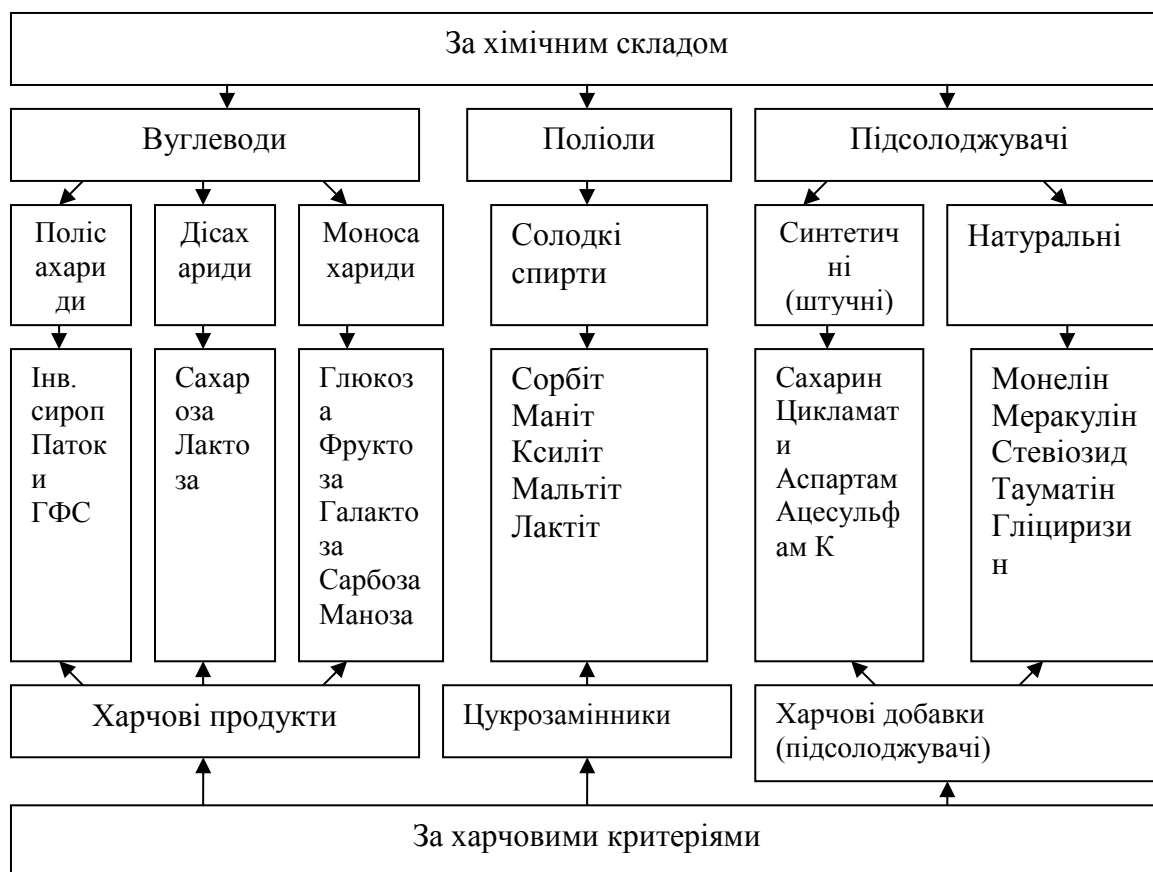 За хімічним складом
Вуглеводи
Поліоли
Підсолоджувачі
Поліс
ахари
ди
Дісах
ариди
Моноса
хариди
Солодкі
спирти
Синтетич
ні
(штучні)
Натуральні
Інв.
сироп
Паток
и
ГФС
Сахар
оза
Лакто
за
Глюкоз
а
Фрукто
за
Галакто
за
Сарбоза
Маноза
Сорбіт
Маніт
Ксиліт
Мальтіт
Лактіт
Сахарин
Цикламат
и
Аспартам
Ацесульф
ам К
Монелін
Меракулін
Стевіозид
Тауматін
Гліциризи
н
Харчові продукти
Цукрозамінники
Харчові добавки
(підсолоджувачі)
За харчовими критеріями